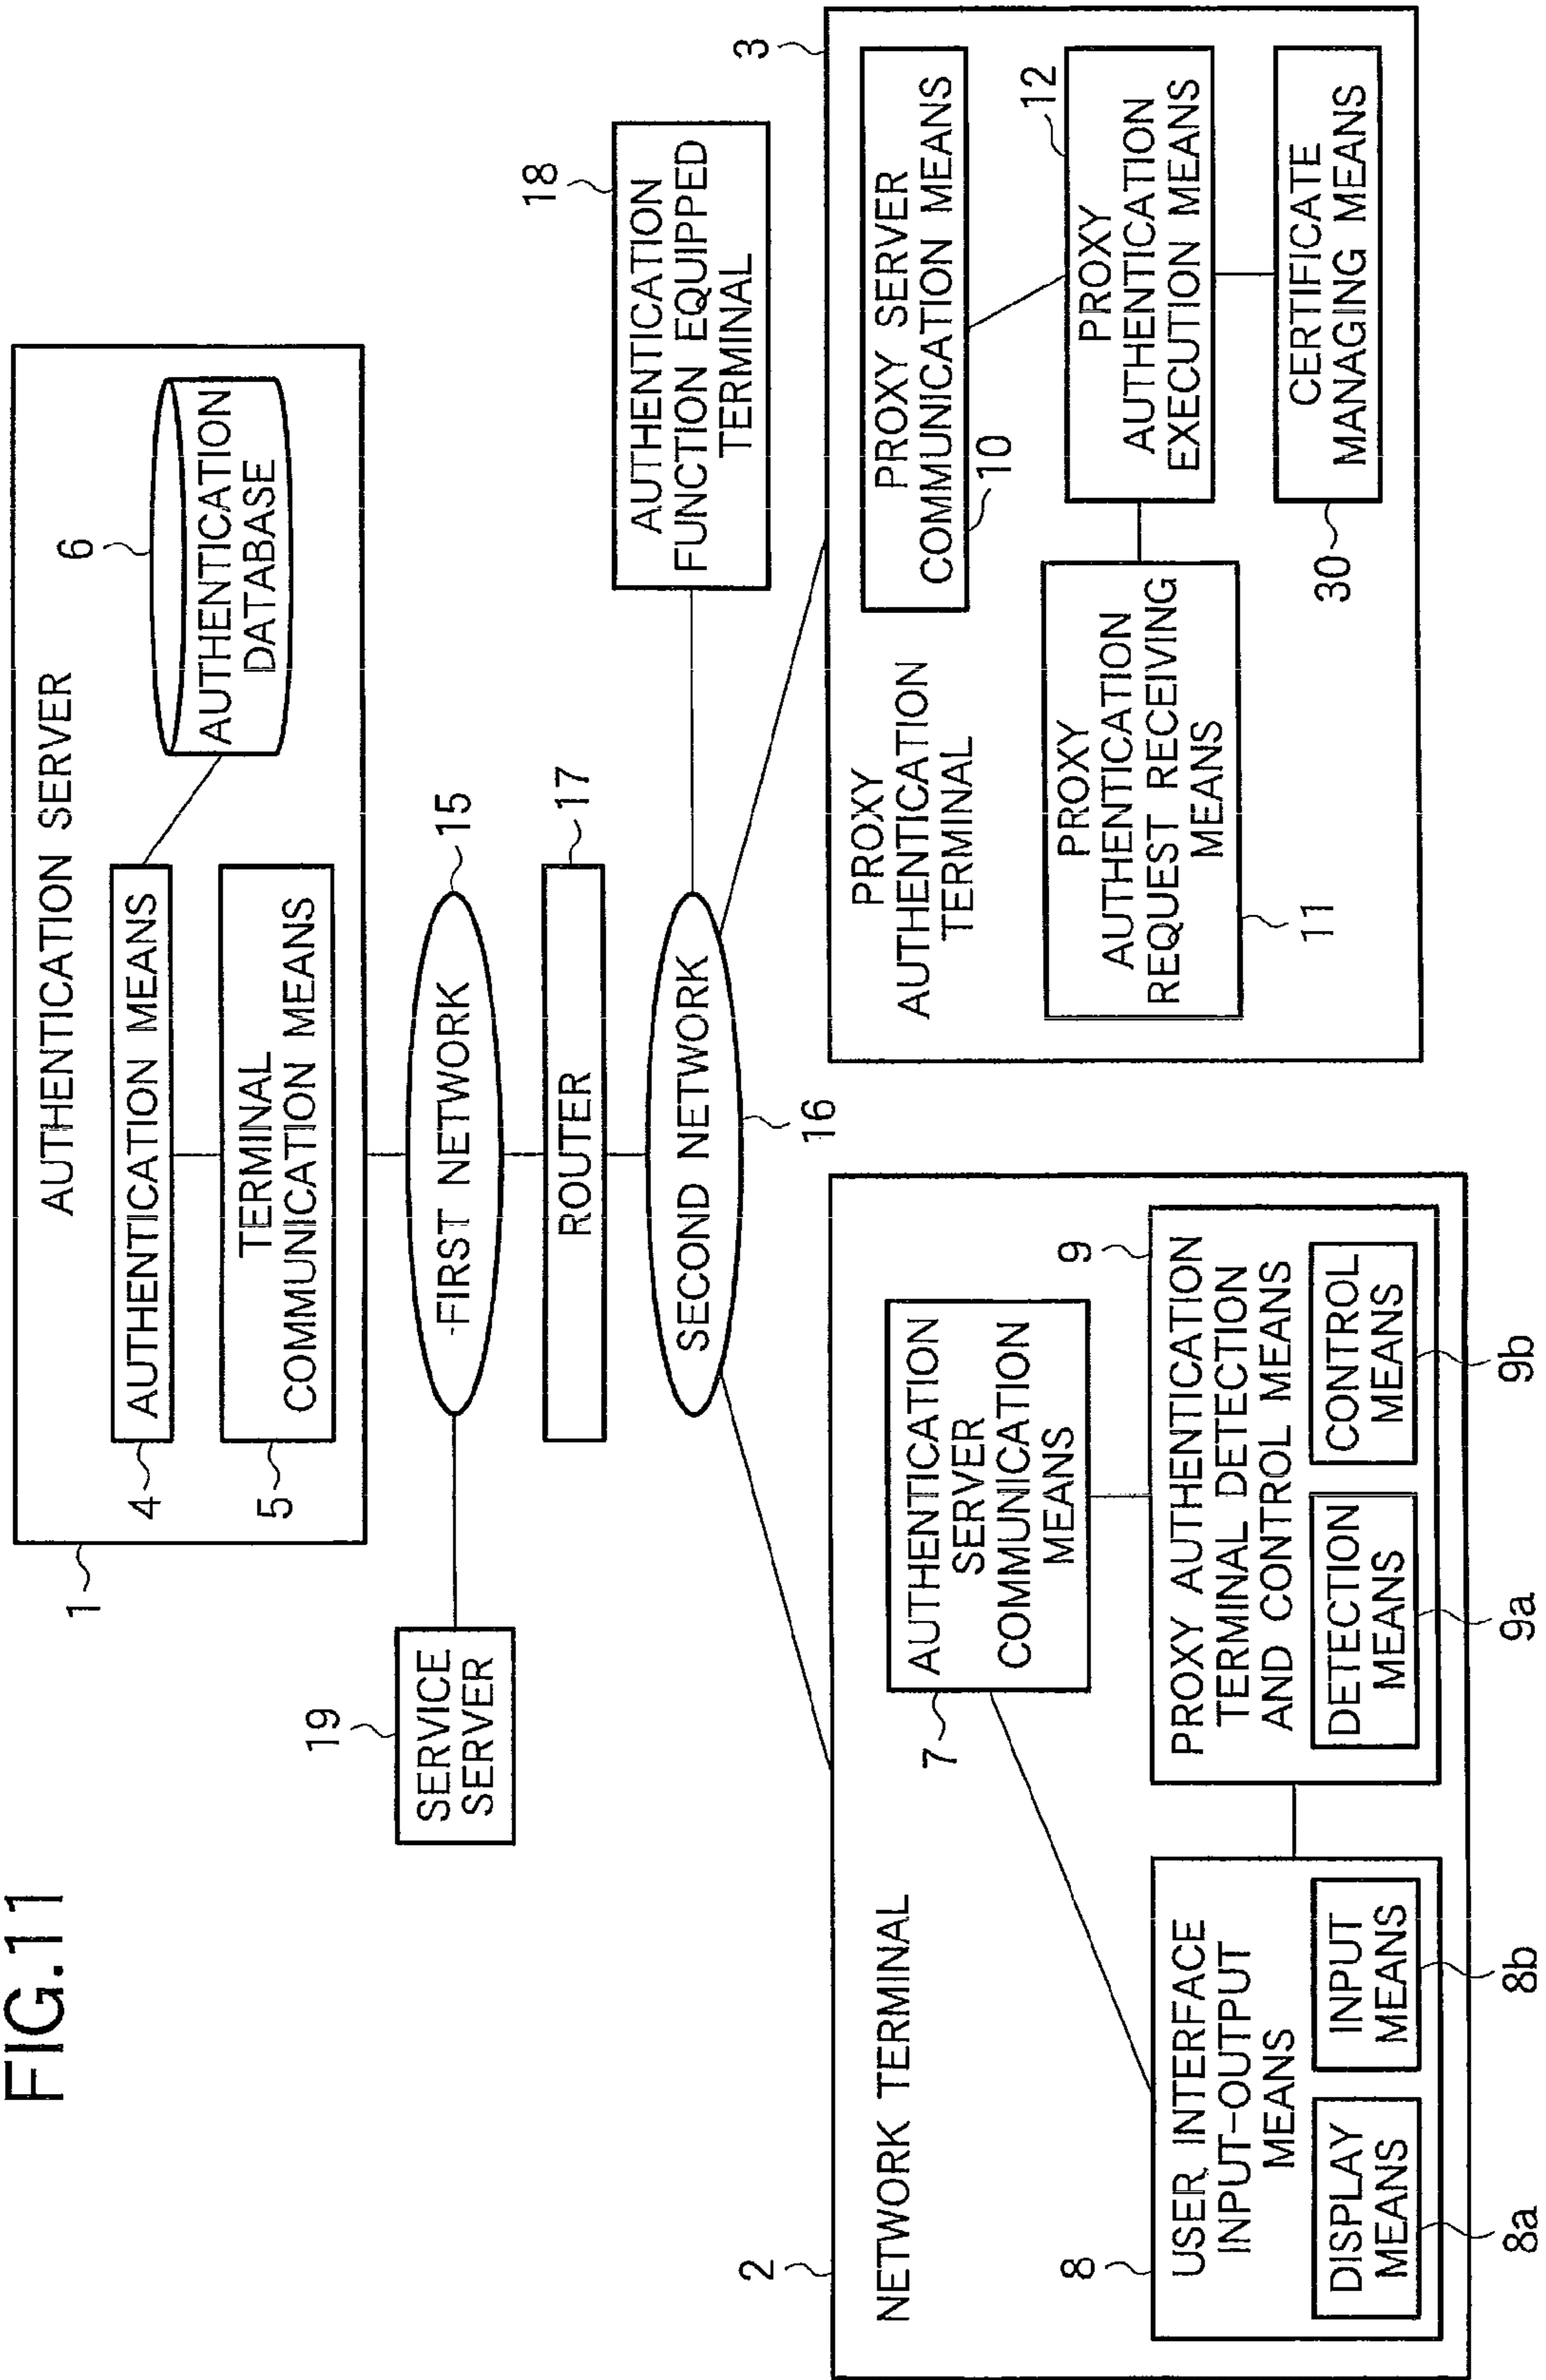 FIG.11
1
AUTHENTICATION SERVER
4
AUTHENTICATION MEANS
5
TERMINAL
COMMUNICATION MEANS
6
AUTHENTICATION
DATABASE
19
SERVICE
SERVER
FIRST NETWORK
15
ROUTER
17
SECOND NETWORK
16
18
AUTHENTICATION
FUNCTION EQUIPPED
TERMINAL
2
NETWORK TERMINAL
7
AUTHENTICATION
SERVER
COMMUNICATION
MEANS
8
USER INTERFACE
INPUT-OUTPUT
MEANS
DISPLAY
MEANS
8a
INPUT
MEANS
8b
9
PROXY AUTHENTICATION
TERMINAL DETECTION
AND CONTROL MEANS
DETECTION
MEANS
9a
CONTROL
MEANS
9b
3
PROXY
AUTHENTICATION
TERMINAL
PROXY SERVER
COMMUNICATION MEANS
10
PROXY
AUTHENTICATION
REQUEST RECEIVING
MEANS
11
12
PROXY
AUTHENTICATION
EXECUTION MEANS
CERTIFICATE
MANAGING MEANS
30